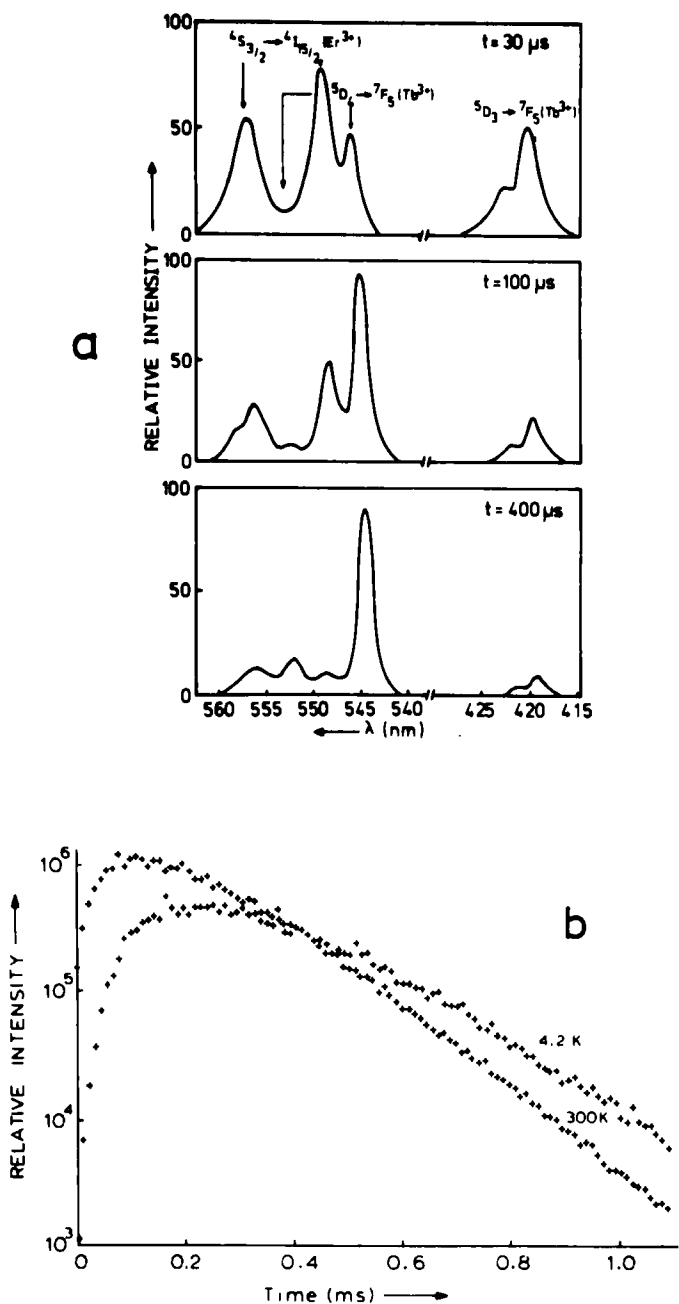 100
50
0
⁴S₃/₂ → ⁴I₁₅/₂ (Er³⁺)
⁵D₄ → ⁷F₅ (Tb³⁺)
⁵D₃ → ⁷F₅ (Tb³⁺)
t = 30 μs
100
50
0
t = 100 μs
a
RELATIVE INTENSITY →
100
50
0
t = 400 μs
560 555 550 545 540 425 420 415
← λ (nm)
10⁶
10⁵
10⁴
10³
RELATIVE INTENSITY →
b
4.2 K
300K
0 0.2 0.4 0.6 0.8 1.0
Time (ms) →